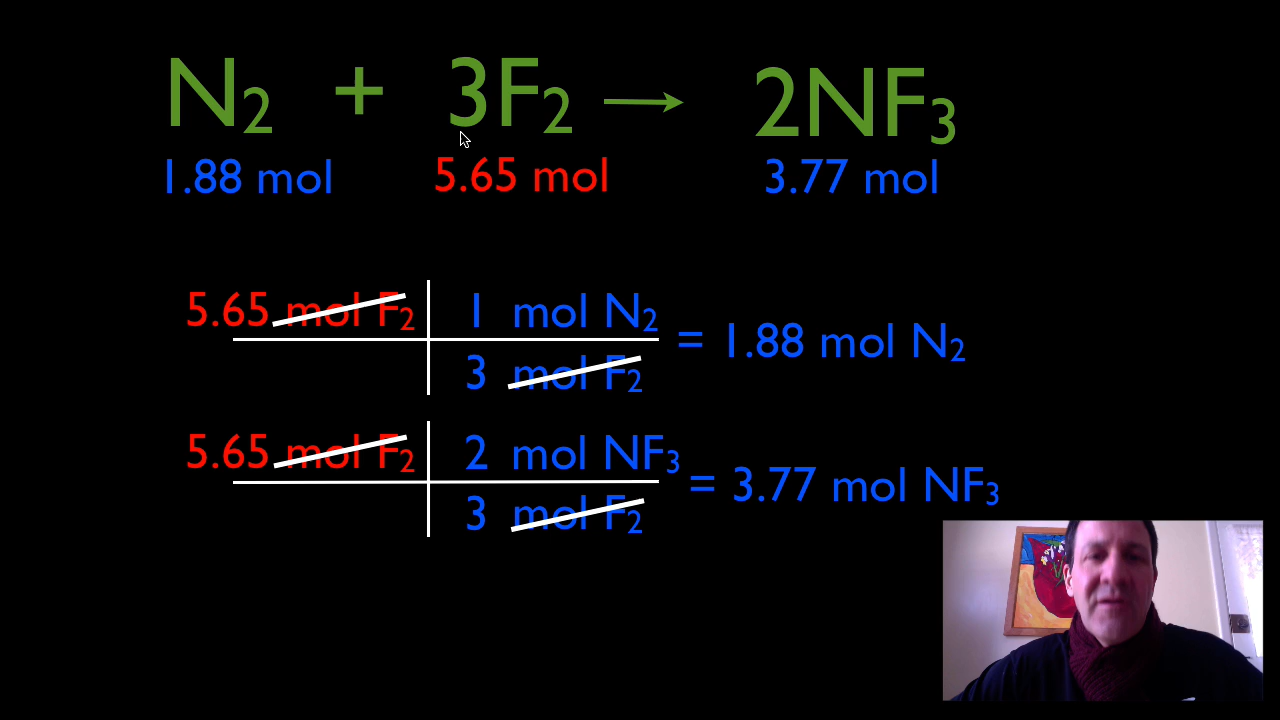 N₂ + 3F₂ → 2NF₃
1.88 mol 5.65 mol 3.77 mol
5.65 mol F₂ 1 mol N₂
= 1.88 mol N₂
3 mol F₂
5.65 mol F₂ 2 mol NF₃
= 3.77 mol NF₃
3 mol F₂